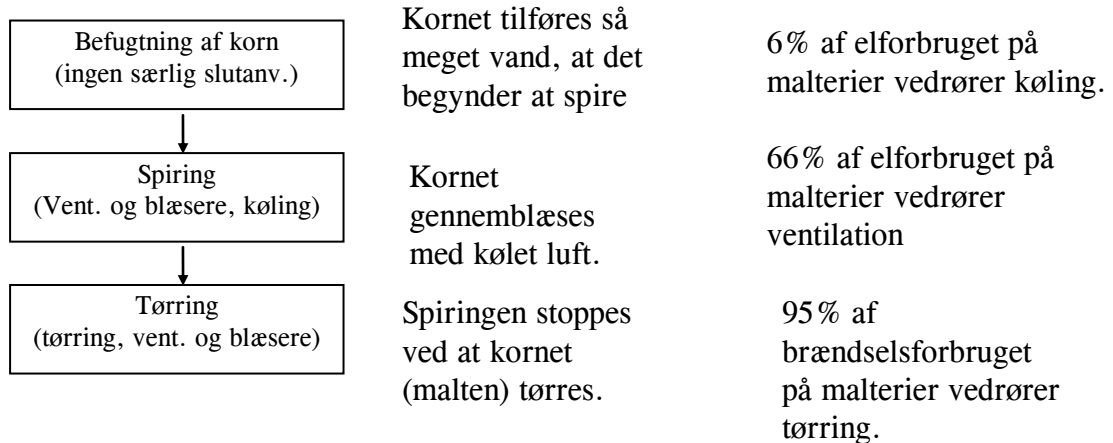 Befugtning af korn
(ingen særlig slutanv.)
Kornet tilføres så
meget vand, at det
begynder at spire
6% af elforbruget på
malterier vedrører køling.
Spiring
(Vent. og blæsere, køling)
Kornet
gennemblæses
med kølet luft.
66% af elforbruget på
malterier vedrører
ventilation
Tørring
(tørring, vent. og blæsere)
Spiringen stoppes
ved at kornet
(malten) tørres.
95% af
brændselsforbruget
på malterier vedrører
tørring.